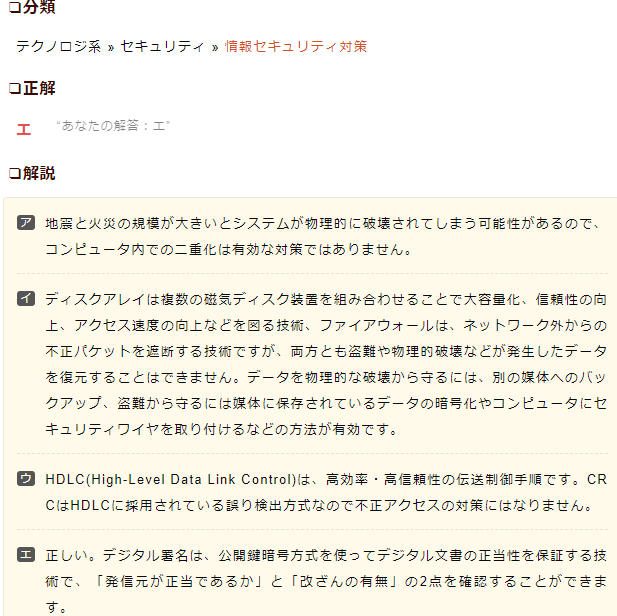 ❏分類
テクノロジ系 » セキュリティ » 情報セキュリティ対策
❏正解
エ “あなたの解答：エ”
❏解説
ア 地震と火災の規模が大きいとシステムが物理的に破壊されてしまう可能性があるので、
コンピュータ内での二重化は有効な対策ではありません。
イ ディスクアレイは複数の磁気ディスク装置を組み合わせることで大容量化、信頼性の向
上、アクセス速度の向上などを図る技術、ファイアウォールは、ネットワーク外からの
不正パケットを遮断する技術ですが、両方とも盗難や物理的破壊などが発生したデータ
を復元することはできません。データを物理的な破壊から守るには、別の媒体へのバッ
クアップ、盗難から守るには媒体に保存されているデータの暗号化やコンピュータにセ
キュリティワイヤを取り付けるなどの方法が有効です。
ウ HDLC(High-Level Data Link Control)は、高効率・高信頼性の伝送制御手順です。CR
CはHDLCに採用されている誤り検出方式なので不正アクセスの対策にはなりません。
エ 正しい。デジタル署名は、公開鍵暗号方式を使ってデジタル文書の正当性を保証する技
術で、「発信元が正当であるか」と「改ざんの有無」の2点を確認することができま
す。